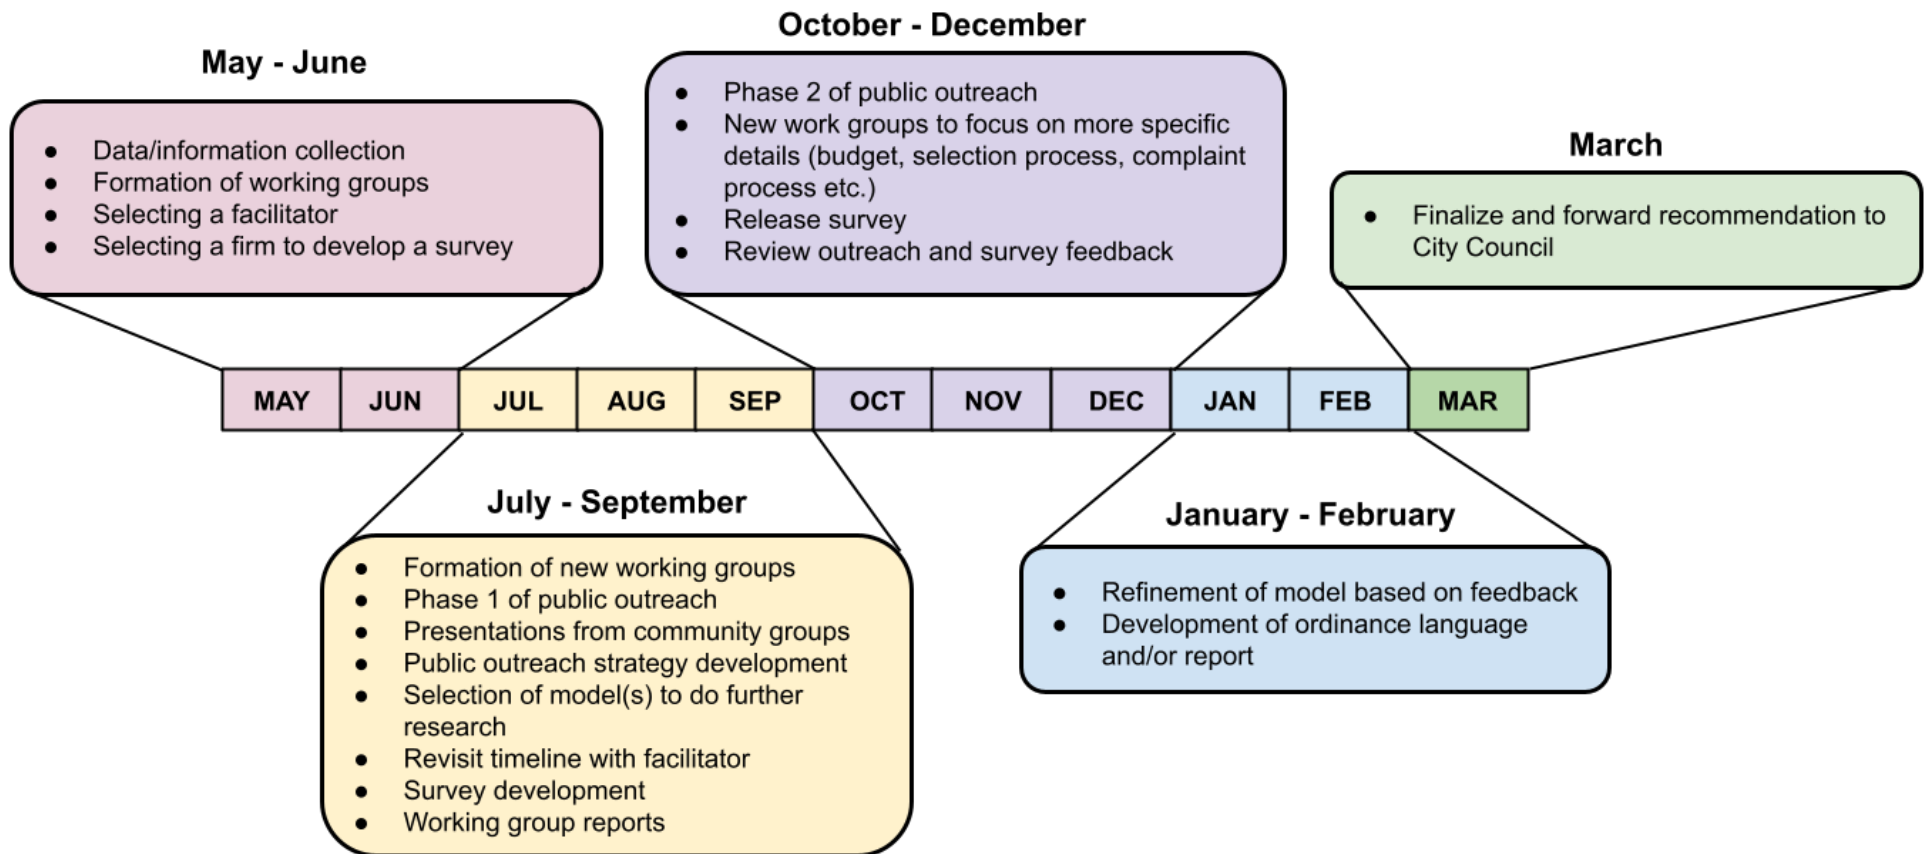 October - December
May - June
● Phase 2 of public outreach
● New work groups to focus on more specific
details (budget, selection process, complaint
process etc.)
● Release survey
● Review outreach and survey feedback
● Data/information collection
● Formation of working groups
● Selecting a facilitator
● Selecting a firm to develop a survey
March
● Finalize and forward recommendation to
City Council
MAY JUN JUL AUG SEP OCT NOV DEC JAN FEB MAR
July - September
● Formation of new working groups
● Phase 1 of public outreach
● Presentations from community groups
● Public outreach strategy development
● Selection of model(s) to do further
research
● Revisit timeline with facilitator
● Survey development
● Working group reports
January - February
● Refinement of model based on feedback
● Development of ordinance language
and/or report